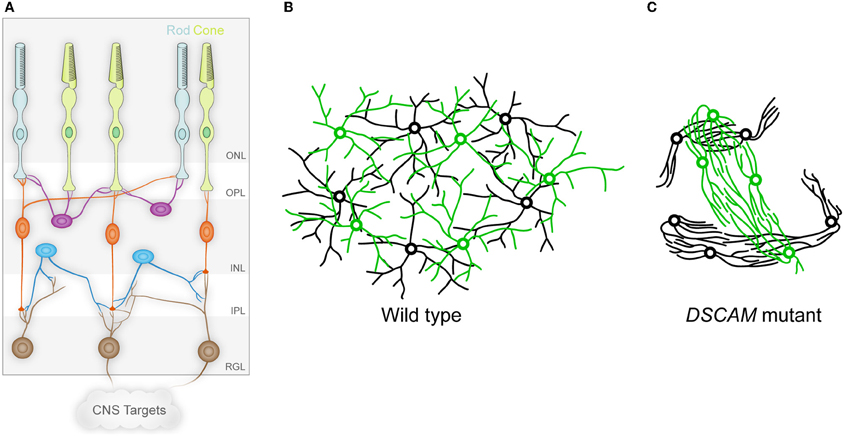 A
Rod Cone
ONL
OPL
INL
IPL
RGL
CNS Targets
B
Wild type
C
DSCAM mutant